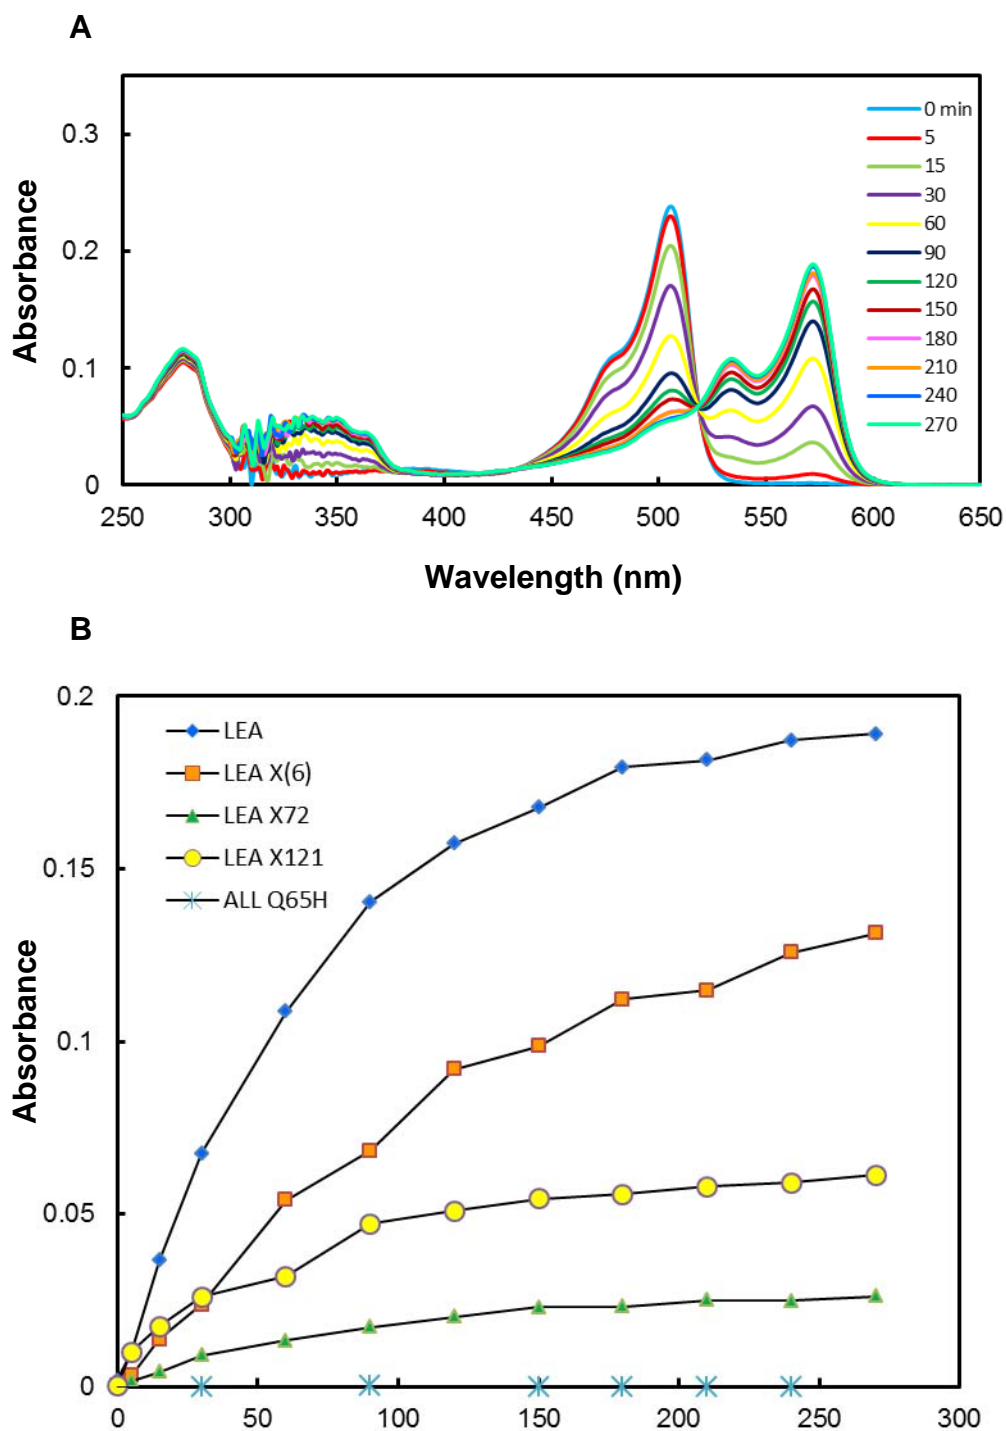 A
Absorbance
0.3
0.2
0.1
0
0 min
5
15
30
60
90
120
150
180
210
240
270
250 300 350 400 450 500 550 600 650
Wavelength (nm)
B
Absorbance
0.2
0.15
0.1
0.05
0
LEA
LEA X(6)
LEA X72
LEA X121
ALL Q65H
0 50 100 150 200 250 300